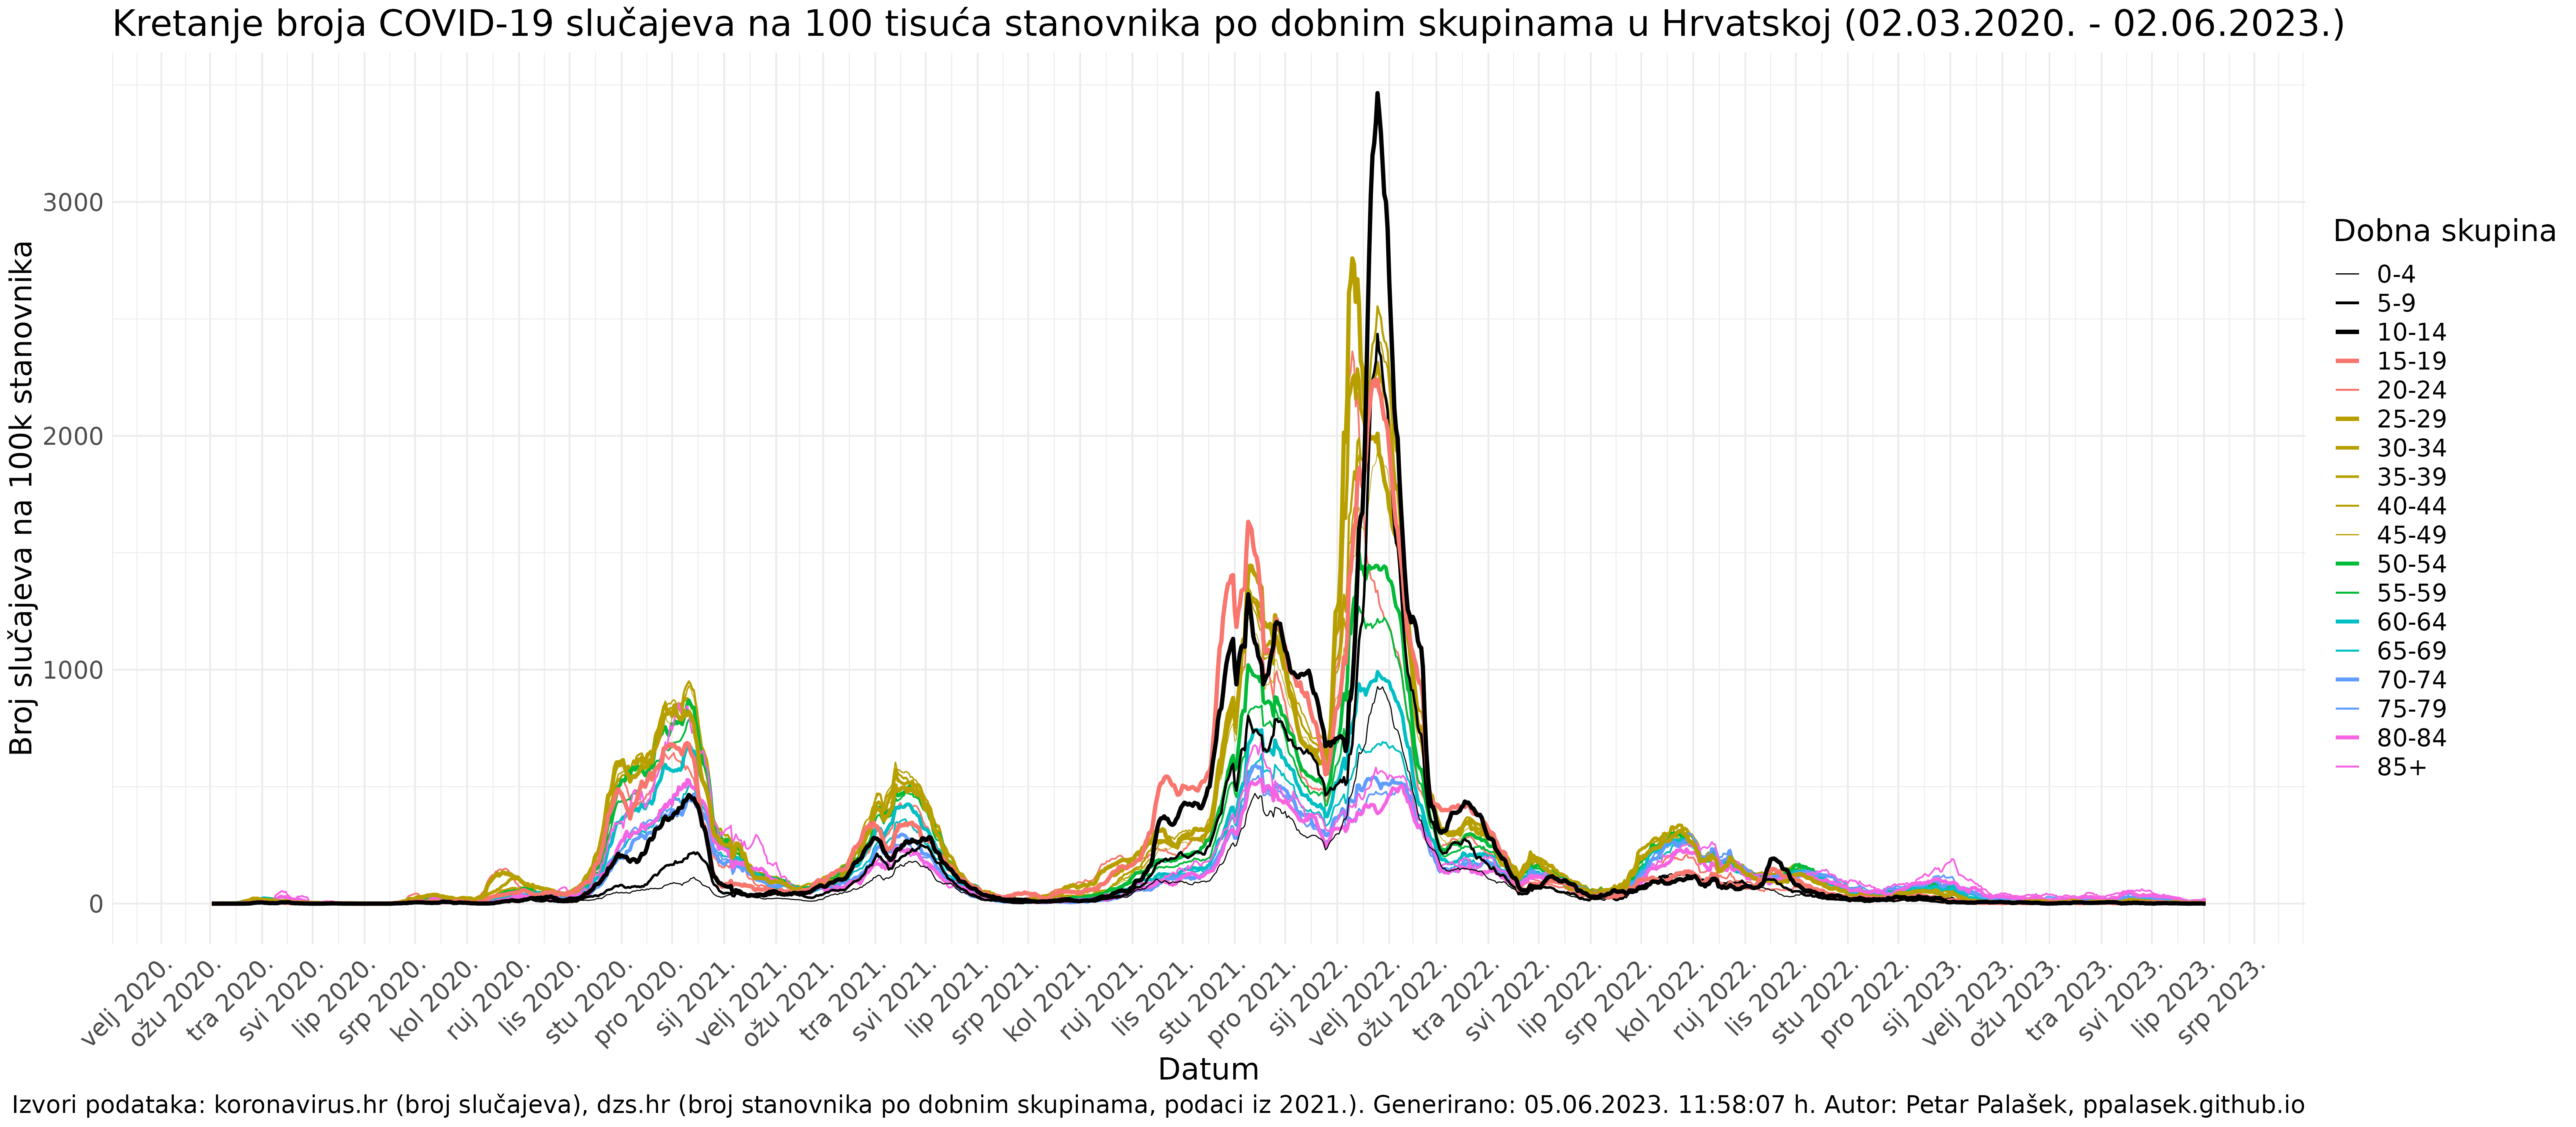 Kretanje broja COVID-19 slučajeva na 100 tisuća stanovnika po dobnim skupinama u Hrvatskoj (02.03.2020. - 02.06.2023.)
Broj slučajeva na 100k stanovnika
3000
2000
1000
0
velj 2020.
ožu 2020.
tra 2020.
svi 2020.
lip 2020.
srp 2020.
kol 2020.
ruj 2020.
lis 2020.
stu 2020.
pro 2020.
sij 2021.
velj 2021.
ožu 2021.
tra 2021.
svi 2021.
lip 2021.
srp 2021.
kol 2021.
ruj 2021.
lis 2021.
stu 2021.
pro 2021.
sij 2022.
velj 2022.
ožu 2022.
tra 2022.
svi 2022.
lip 2022.
srp 2022.
kol 2022.
ruj 2022.
lis 2022.
stu 2022.
pro 2022.
sij 2023.
velj 2023.
ožu 2023.
tra 2023.
svi 2023.
lip 2023.
srp 2023.
Datum
Dobna skupina
0-4
5-9
10-14
15-19
20-24
25-29
30-34
35-39
40-44
45-49
50-54
55-59
60-64
65-69
70-74
75-79
80-84
85+
Izvori podataka: koronavirus.hr (broj slučajeva), dzs.hr (broj stanovnika po dobnim skupinama, podaci iz 2021.). Generirano: 05.06.2023. 11:58:07 h. Autor: Petar Palašek, ppalasek.github.io